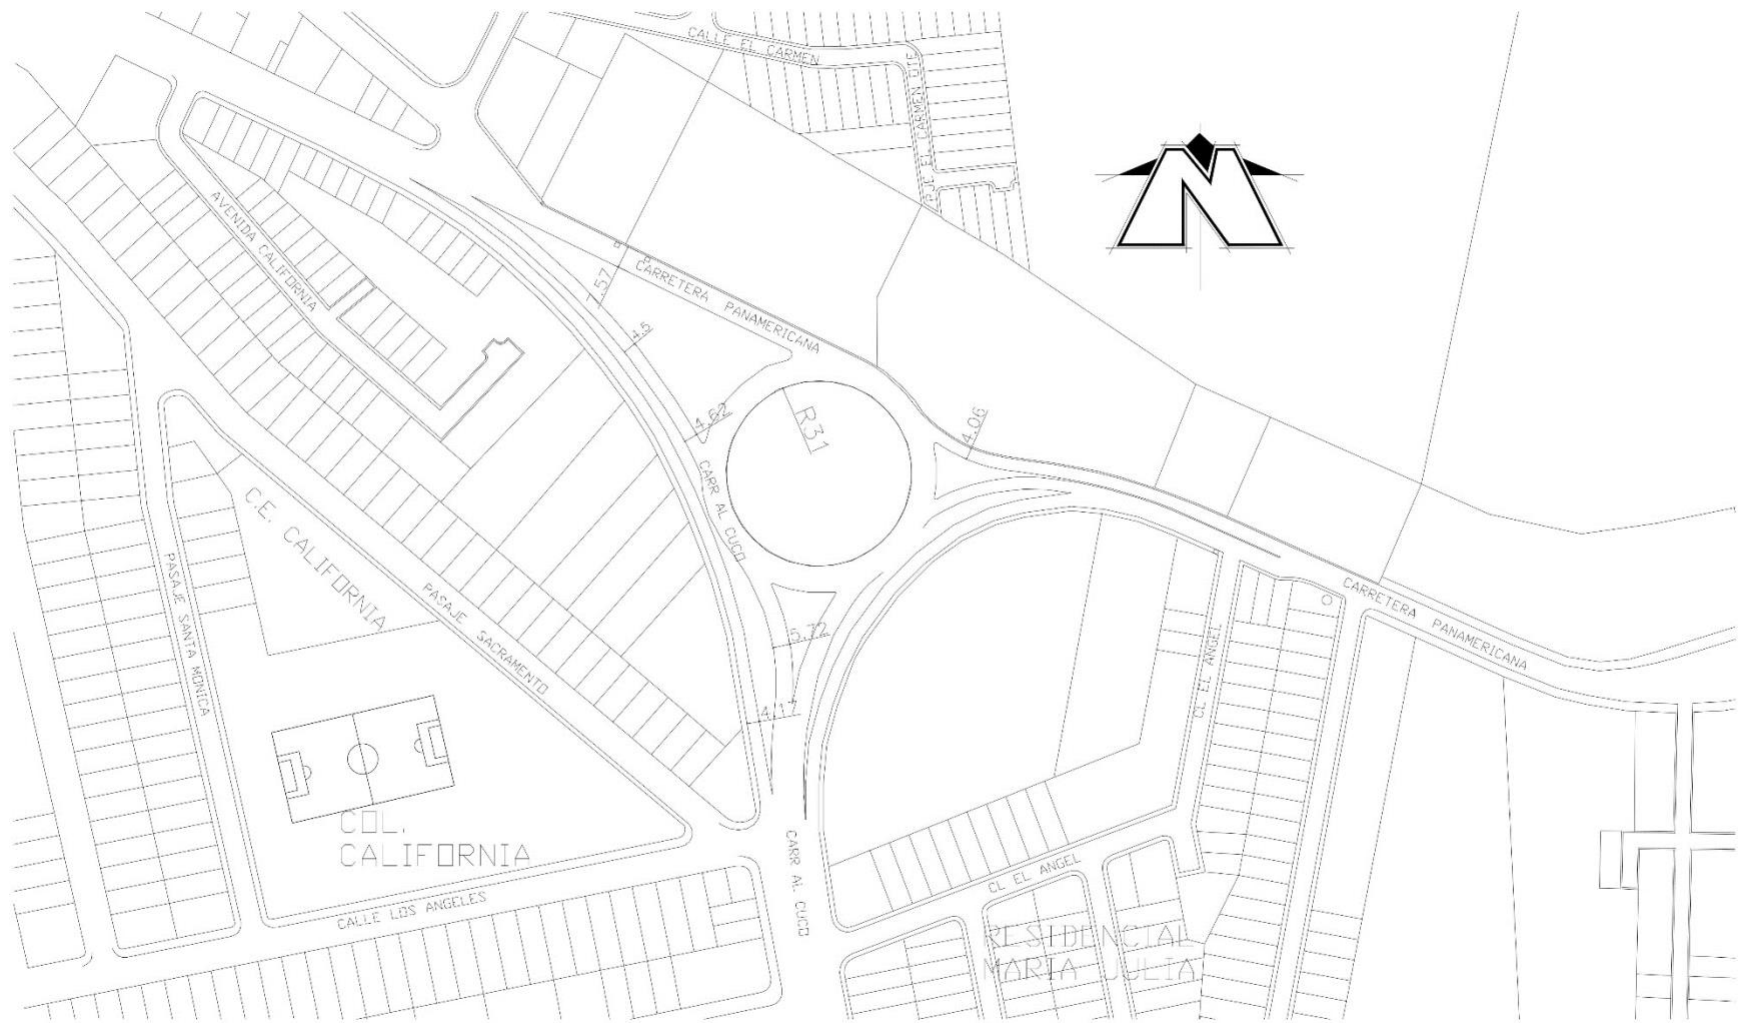 CALLE EL CARMEN
PJE EL CARMEN OTE
N
AVENIDA CALIFORNIA
7.57
CARRETERA PANAMERICANA
4.5
4.62
R31
4.06
CARR AL CUCO
C.E. CALIFORNIA
PASAJE SANTA MONICA
PASAJE SACRAMENTO
CARRETERA PANAMERICANA
CL EL ANGEL
5.72
4.17
COL.
CALIFORNIA
CARR AL CUCO
CL EL ANGEL
CALLE LOS ANGELES
RESIDENCIAL
MARIA JULIA